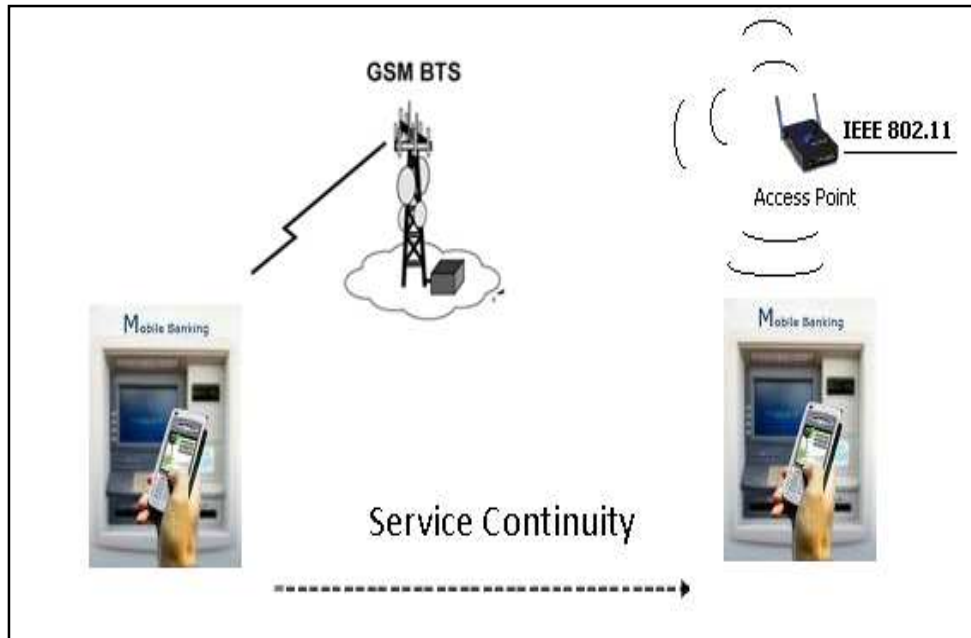 GSM BTS
IEEE 802.11
Access Point
Mobile Banking
Mobile Banking
Service Continuity